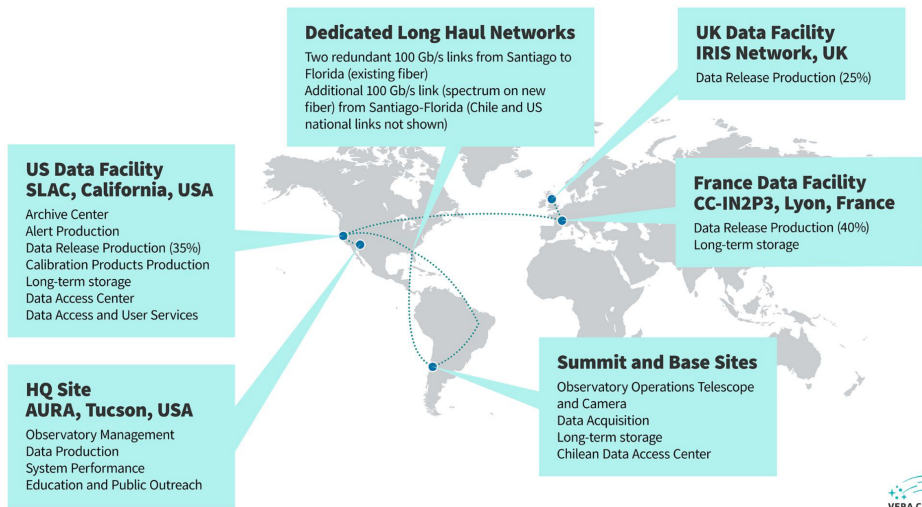 Dedicated Long Haul Networks
Two redundant 100 Gb/s links from Santiago to
Florida (existing fiber)
Additional 100 Gb/s link (spectrum on new
fiber) from Santiago-Florida (Chile and US
national links not shown)
UK Data Facility
IRIS Network, UK
Data Release Production (25%)
US Data Facility
SLAC, California, USA
Archive Center
Alert Production
Data Release Production (35%)
Calibration Products Production
Long-term storage
Data Access Center
Data Access and User Services
France Data Facility
CC-IN2P3, Lyon, France
Data Release Production (40%)
Long-term storage
HQ Site
AURA, Tucson, USA
Observatory Management
Data Production
System Performance
Education and Public Outreach
Summit and Base Sites
Observatory Operations Telescope
and Camera
Data Acquisition
Long-term storage
Chilean Data Access Center
VERA C